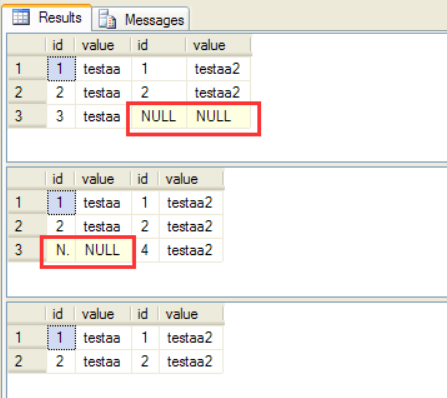 Results Messages
id value id value
1 1 testaa 1 testaa2
2 2 testaa 2 testaa2
3 3 testaa NULL NULL
id value id value
1 1 testaa 1 testaa2
2 2 testaa 2 testaa2
3 N. NULL 4 testaa2
id value id value
1 1 testaa 1 testaa2
2 2 testaa 2 testaa2